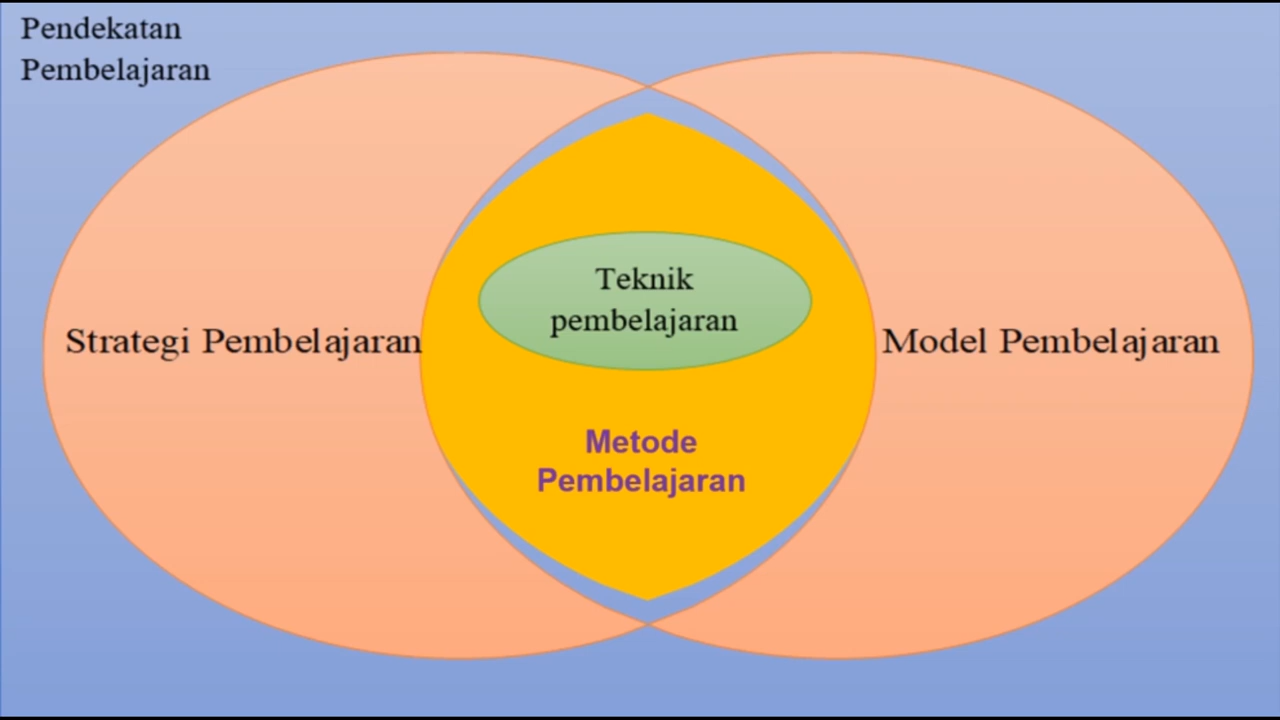 Pendekatan
Pembelajaran
Teknik
pembelajaran
Strategi Pembelajaran
Model Pembelajaran
Metode
Pembelajaran